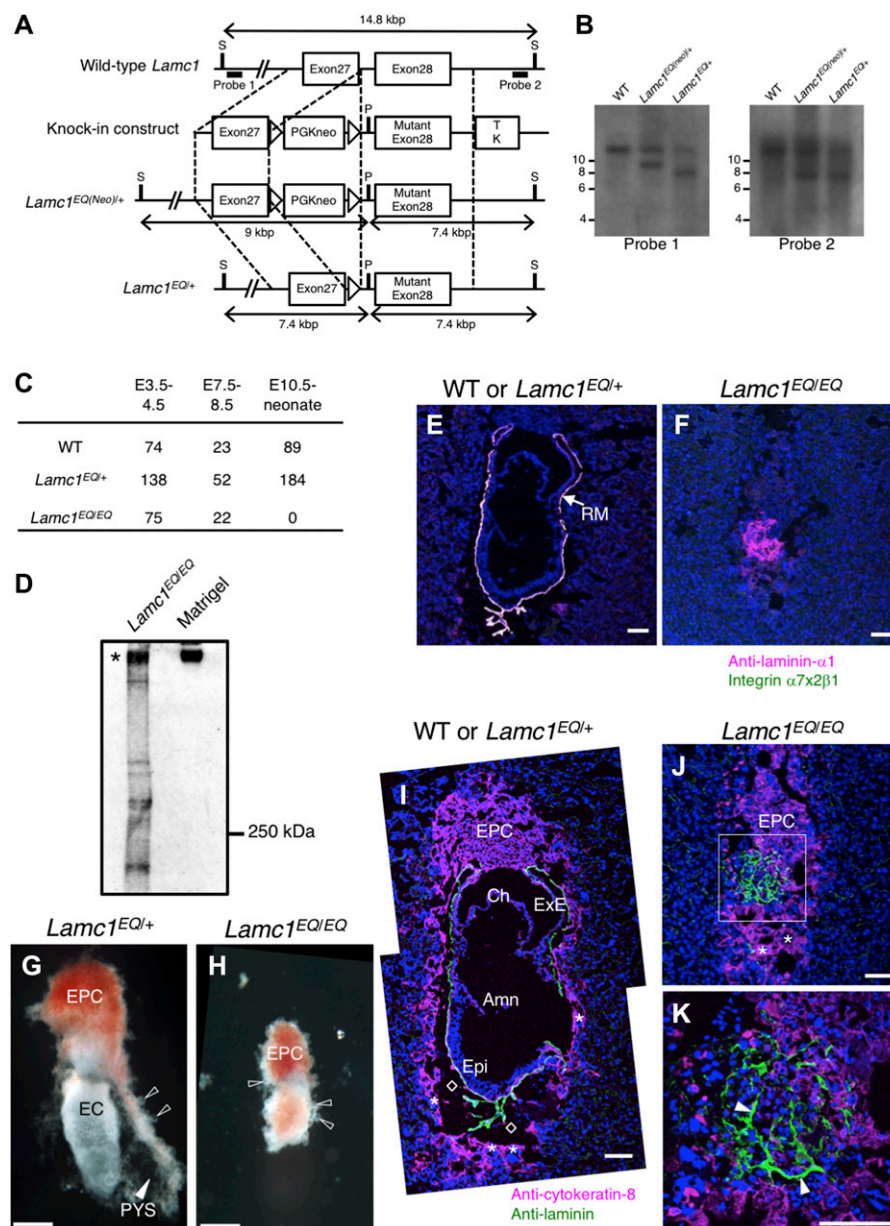 A
14.8 kbp
S
S
Wild-type Lamc1
Exon27
Exon28
Probe 1
Probe 2
P
Knock-in construct
Exon27
PGKneo
Mutant
Exon28
T
K
S
P
S
Lamc1EQ(Neo)/+
Exon27
PGKneo
Mutant
Exon28
9 kbp
7.4 kbp
S
P
S
Lamc1EQ/+
Exon27
Mutant
Exon28
7.4 kbp
7.4 kbp
B
WT
Lamc1EQ(neo)/+
Lamc1EQ/+
10
8
6
4
Probe 1
WT
Lamc1EQ(neo)/+
Lamc1EQ/+
10
8
6
4
Probe 2
C
E3.5-
4.5
E7.5-
8.5
E10.5-
neonate
WT 74 23 89
Lamc1EQ/+ 138 52 184
Lamc1EQ/EQ 75 22 0
D
Lamc1EQ/EQ
Matrigel
*
250 kDa
WT or Lamc1EQ/+
E
RM
Lamc1EQ/EQ
F
Anti-laminin-α1
Integrin α7x2β1
Lamc1EQ/+
G
EPC
EC
PYS
Lamc1EQ/EQ
H
EPC
WT or Lamc1EQ/+
I
EPC
Ch
ExE
Amn
*
Epi
*
* *
Anti-cytokeratin-8
Anti-laminin
Lamc1EQ/EQ
J
EPC
* *
K